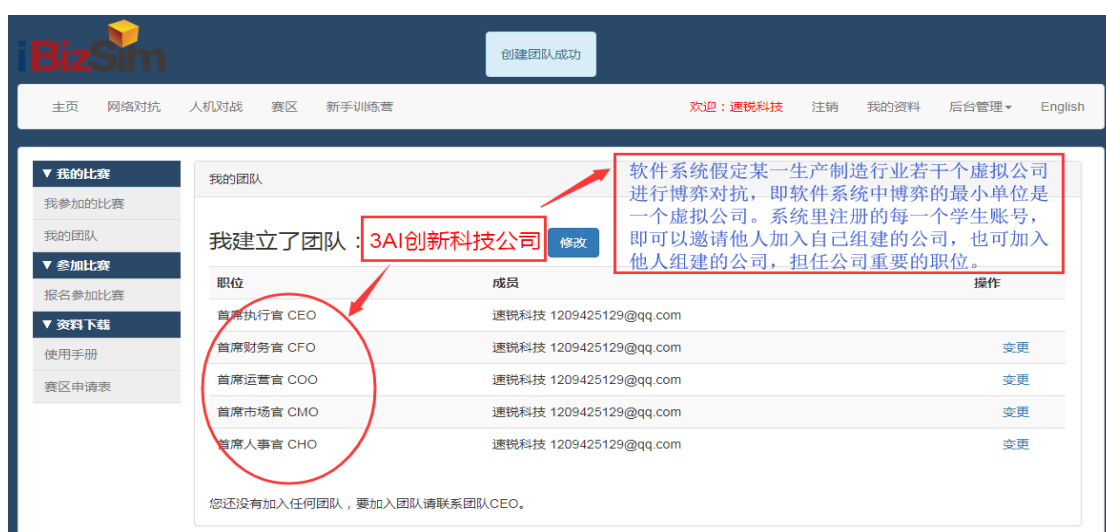 iBizSim
创建团队成功
主页 网络对抗 人机对战 赛区 新手训练营 欢迎：速锐科技 注销 我的资料 后台管理 English
▼ 我的比赛
我参加的比赛
我的团队
▼ 参加比赛
报名参加比赛
▼ 资料下载
使用手册
赛区申请表
我的团队
软件系统假定某一生产制造行业若干个虚拟公司
进行博弈对抗，即软件系统中博弈的最小单位是
一个虚拟公司。系统里注册的每一个学生账号，
即可以邀请他人加入自己组建的公司，也可加入
他人组建的公司，担任公司重要的职位。
我建立了团队：3AI创新科技公司 修改
职位 成员 操作
首席执行官 CEO 速锐科技 1209425129@qq.com
首席财务官 CFO 速锐科技 1209425129@qq.com 变更
首席运营官 COO 速锐科技 1209425129@qq.com 变更
首席市场官 CMO 速锐科技 1209425129@qq.com 变更
首席人事官 CHO 速锐科技 1209425129@qq.com 变更
您还没有加入任何团队，要加入团队请联系团队CEO。